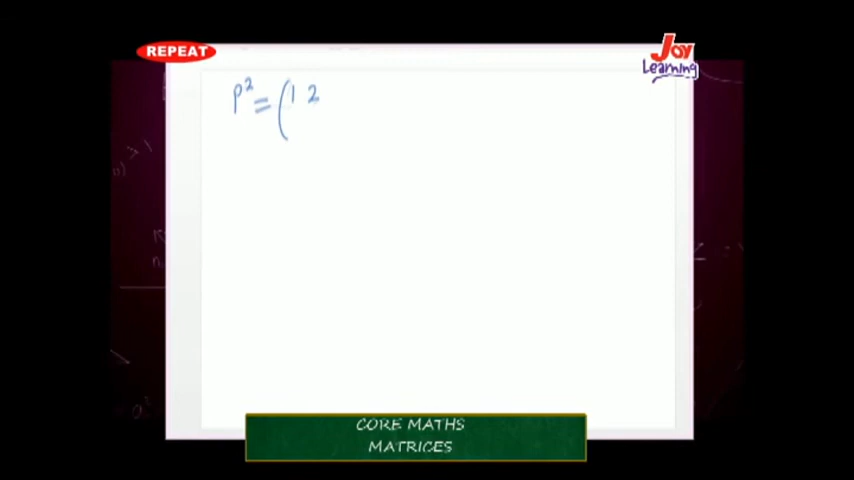 REPEAT
Joy
Learning
P² = (1 2
CORE MATHS
MATRICES